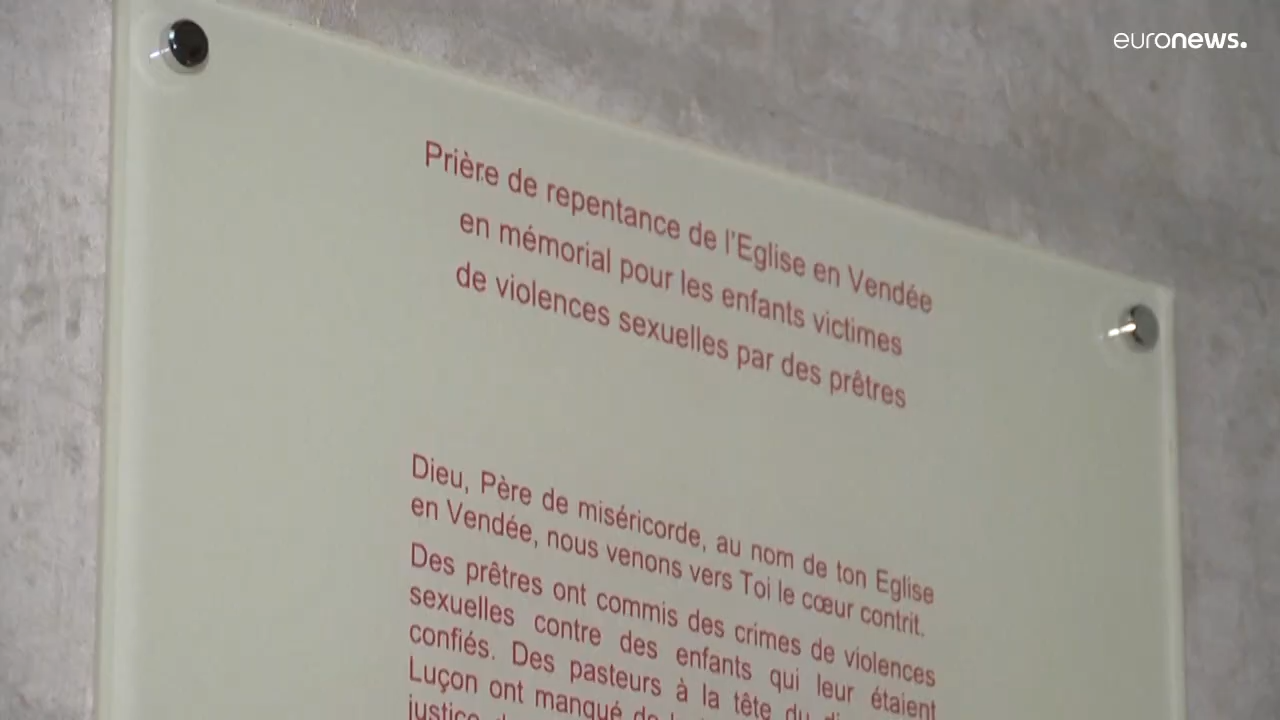 euronews.
Prière de repentance de l'Eglise en Vendée
en mémorial pour les enfants victimes
de violences sexuelles par des prêtres
Dieu, Père de miséricorde, au nom de ton Eglise
en Vendée, nous venons vers Toi le cœur contrit.
Des prêtres ont commis des crimes de violences
sexuelles contre des enfants qui leur étaient
confiés. Des pasteurs à la tête du
Luçon ont manqué de
justice